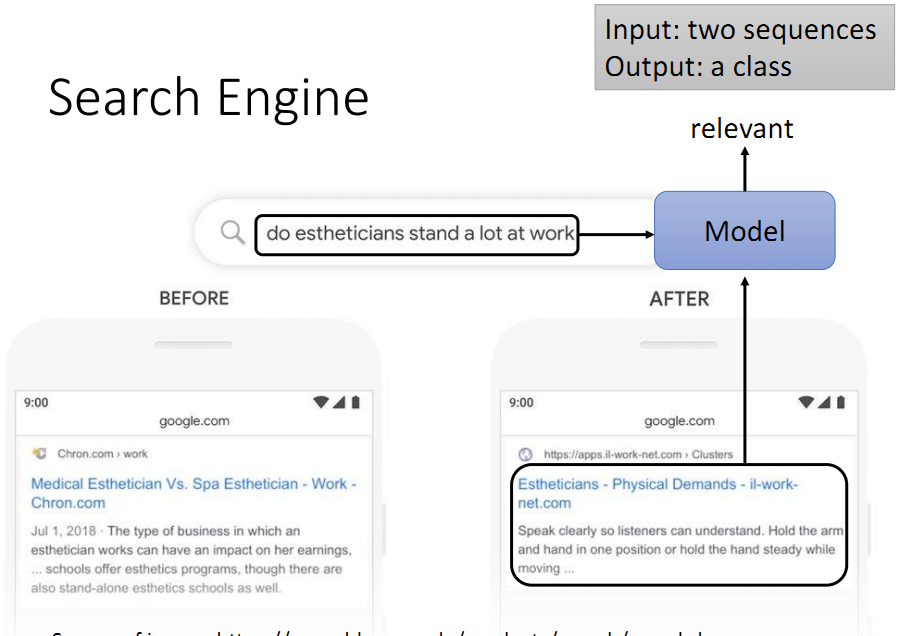 Input: two sequences
Output: a class
Search Engine
relevant
do estheticians stand a lot at work
Model
BEFORE
AFTER
9:00
google.com
Chron.com › work
Medical Esthetician Vs. Spa Esthetician - Work -
Chron.com
Jul 1, 2018 · The type of business in which an
esthetician works can have an impact on her earnings,
... schools offer esthetics programs, though there are
also stand-alone esthetics schools as well.
9:00
google.com
https://apps.il-work-net.com › Clusters
Estheticians - Physical Demands - il-work-
net.com
Speak clearly so listeners can understand. Hold the arm
and hand in one position or hold the hand steady while
moving ...